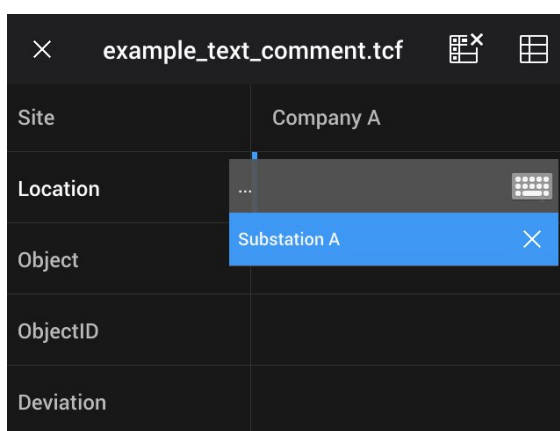 example_text_comment.tcf
Site
Company A
Location
...
Substation A
Object
ObjectID
Deviation